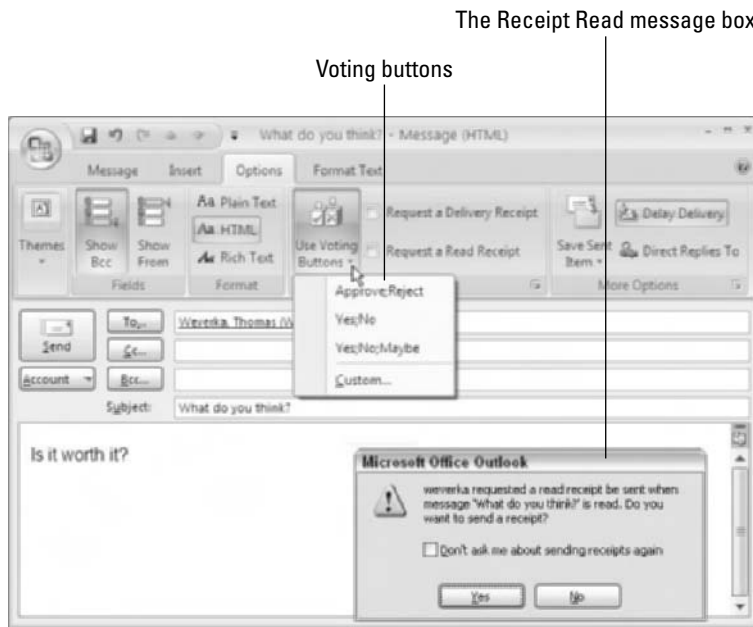 The Receipt Read message box
Voting buttons
What do you think? - Message (HTML)
Message Insert Options Format Text
Themes
Show Bcc
Show From
Fields
Aa Plain Text
Aa HTML
Aa Rich Text
Format
Use Voting Buttons
Request a Delivery Receipt
Request a Read Receipt
Save Sent Item
Delay Delivery
Direct Replies To
More Options
Approve;Reject
Yes;No
Yes;No;Maybe
Custom...
Send
Account
To...
Weverka, Thomas (W
Cc...
Bcc...
Subject: What do you think?
Is it worth it?
Microsoft Office Outlook
weverka requested a read receipt be sent when
message "What do you think?" is read. Do you
want to send a receipt?
Don't ask me about sending receipts again
Yes No